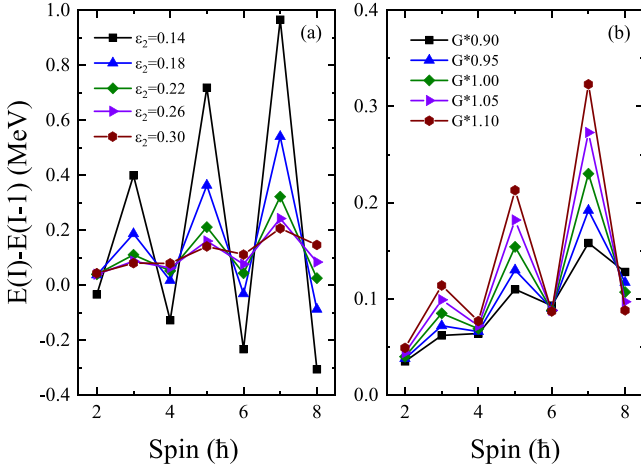 (a)
ε2=0.14
ε2=0.18
ε2=0.22
ε2=0.26
ε2=0.30
(b)
G*0.90
G*0.95
G*1.00
G*1.05
G*1.10
E(I)-E(I-1) (MeV)
1.0
0.8
0.6
0.4
0.2
0.0
-0.2
-0.4
2 4 6 8
Spin (ħ)
0.4
0.3
0.2
0.1
0.0
2 4 6 8
Spin (ħ)